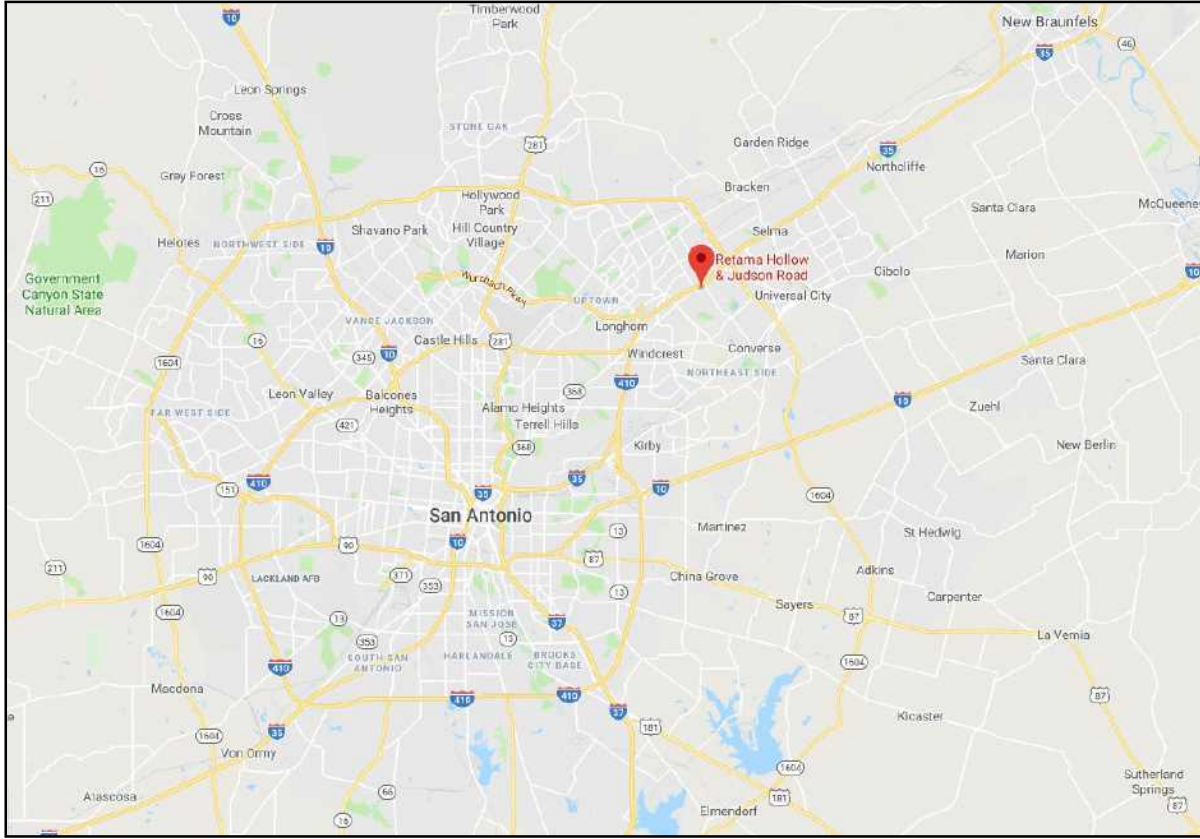 Timberwood
Park
New Braunfels
10
46
35
Leon Springs
Cross
Mountain
STONE OAK
281
Garden Ridge
35
Northcliffe
16
Grey Forest
211
Bracken
Hollywood
Park
Santa Clara
McQueeney
Shavano Park
Hill Country
Village
Selma
Helotes
NORTHWEST SIDE
10
Marion
Retama Hollow
& Judson Road
Cibolo
10
Government
Canyon State
Natural Area
Wurzbach Pkwy
UPTOWN
Universal City
VANCE JACKSON
Longhorn
16
Castle Hills
281
345
10
Windcrest
Converse
1604
Santa Clara
NORTHEAST SIDE
410
Leon Valley
Balcones
Heights
368
10
FAR WEST SIDE
Alamo Heights
Zuehl
421
Terrell Hills
368
Kirby
New Berlin
410
151
35
35
10
1604
San Antonio
13
Martinez
St Hedwig
1604
90
10
87
211
90
LACKLAND AFB
371
353
China Grove
Adkins
13
Carpenter
1604
13
MISSION
SAN JOSE
37
Sayers
87
353
13
La Vernia
410
SOUTH SAN
ANTONIO
HARLANDALE
BROOKS
CITY BASE
1604
Macdona
410
410
87
37
Kicaster
1604
35
181
Von Ormy
1604
Sutherland
Springs
Atascosa
66
181
87
16
Elmendorf